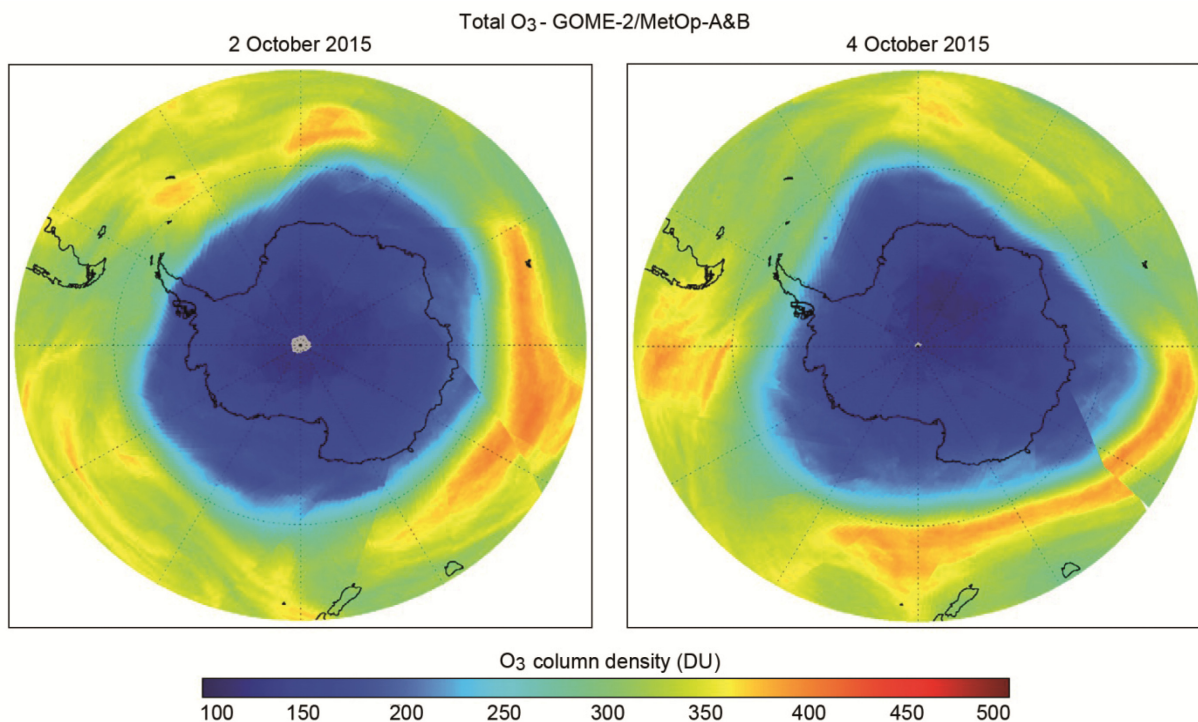 Total O3 - GOME-2/MetOp-A&B
2 October 2015
4 October 2015
O3 column density (DU)
100 150 200 250 300 350 400 450 500